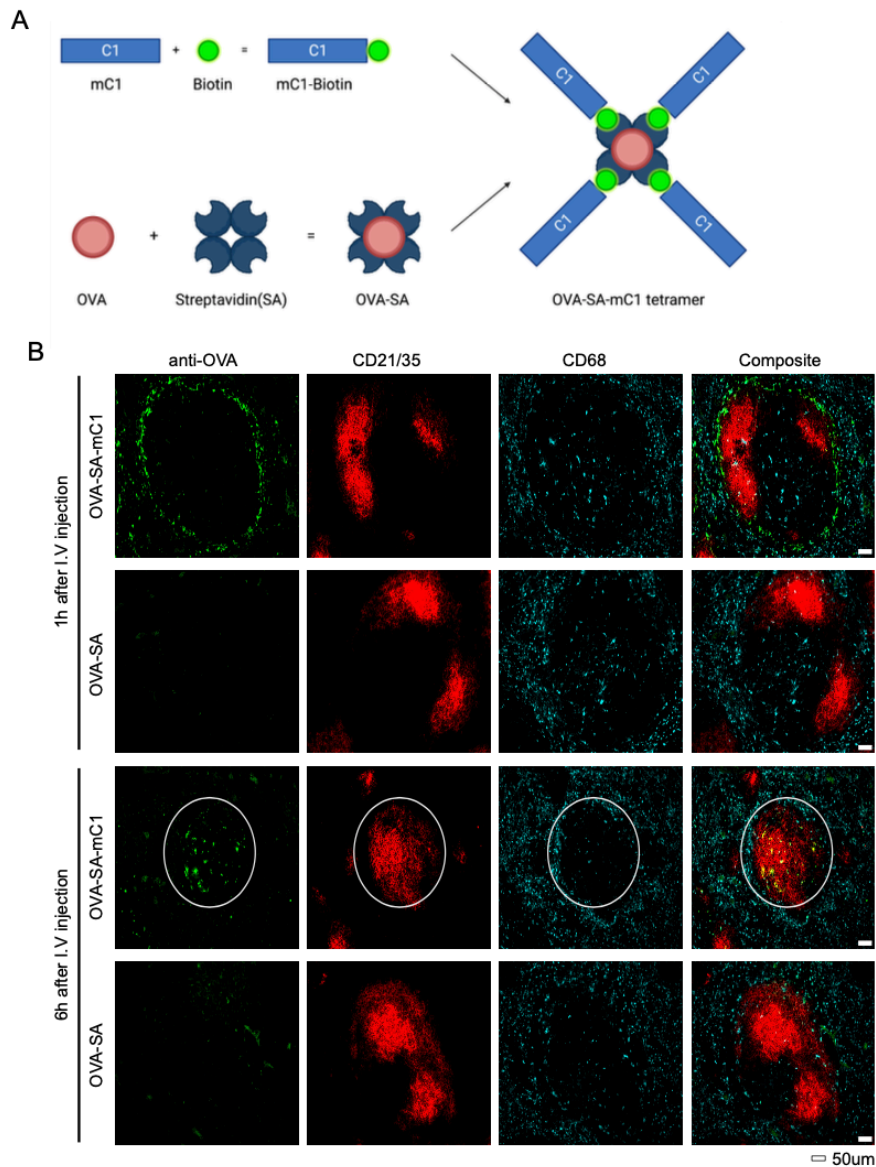 A
C1 + = C1
mC1 Biotin mC1-Biotin
C1 C1
C1 C1
+ =
OVA Streptavidin(SA) OVA-SA OVA-SA-mC1 tetramer
B
anti-OVA CD21/35 CD68 Composite
1h after I.V injection
OVA-SA-mC1
OVA-SA
6h after I.V injection
OVA-SA-mC1
OVA-SA
50um